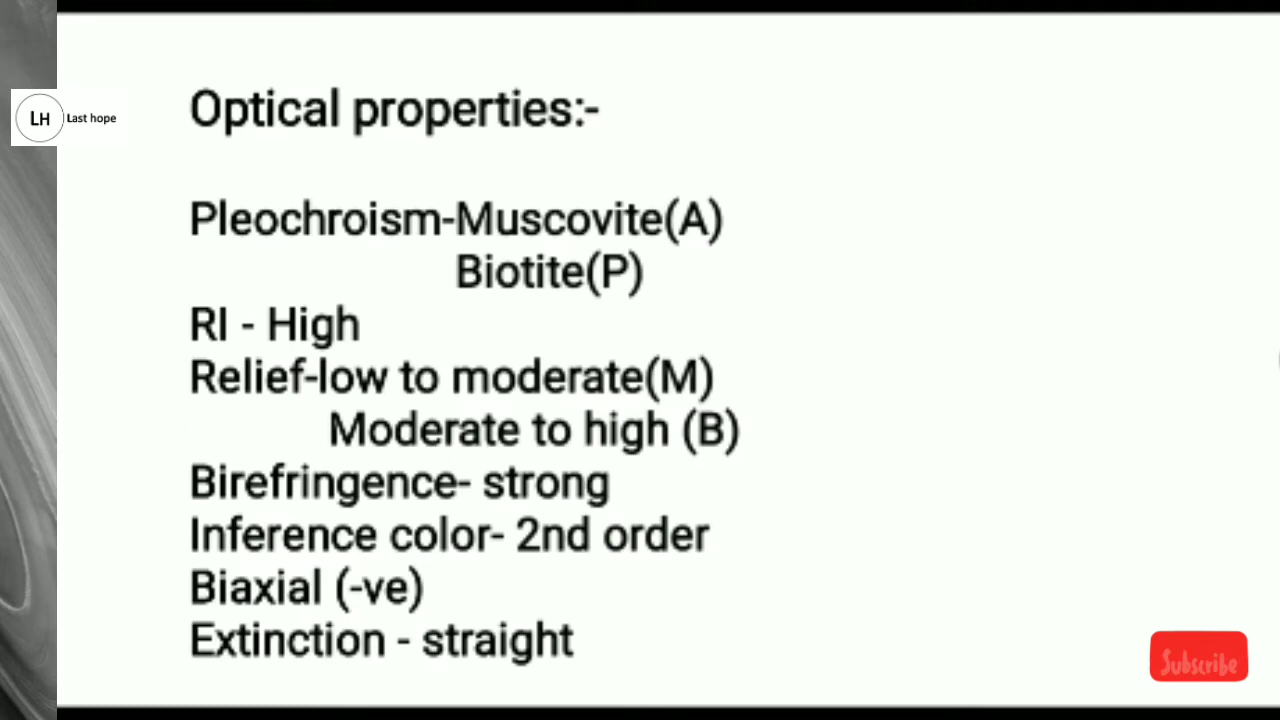 LH
Last hope
Optical properties:-
Pleochroism-Muscovite(A)
Biotite(P)
RI - High
Relief-low to moderate(M)
Moderate to high (B)
Birefringence- strong
Inference color- 2nd order
Biaxial (-ve)
Extinction - straight
Subscribe